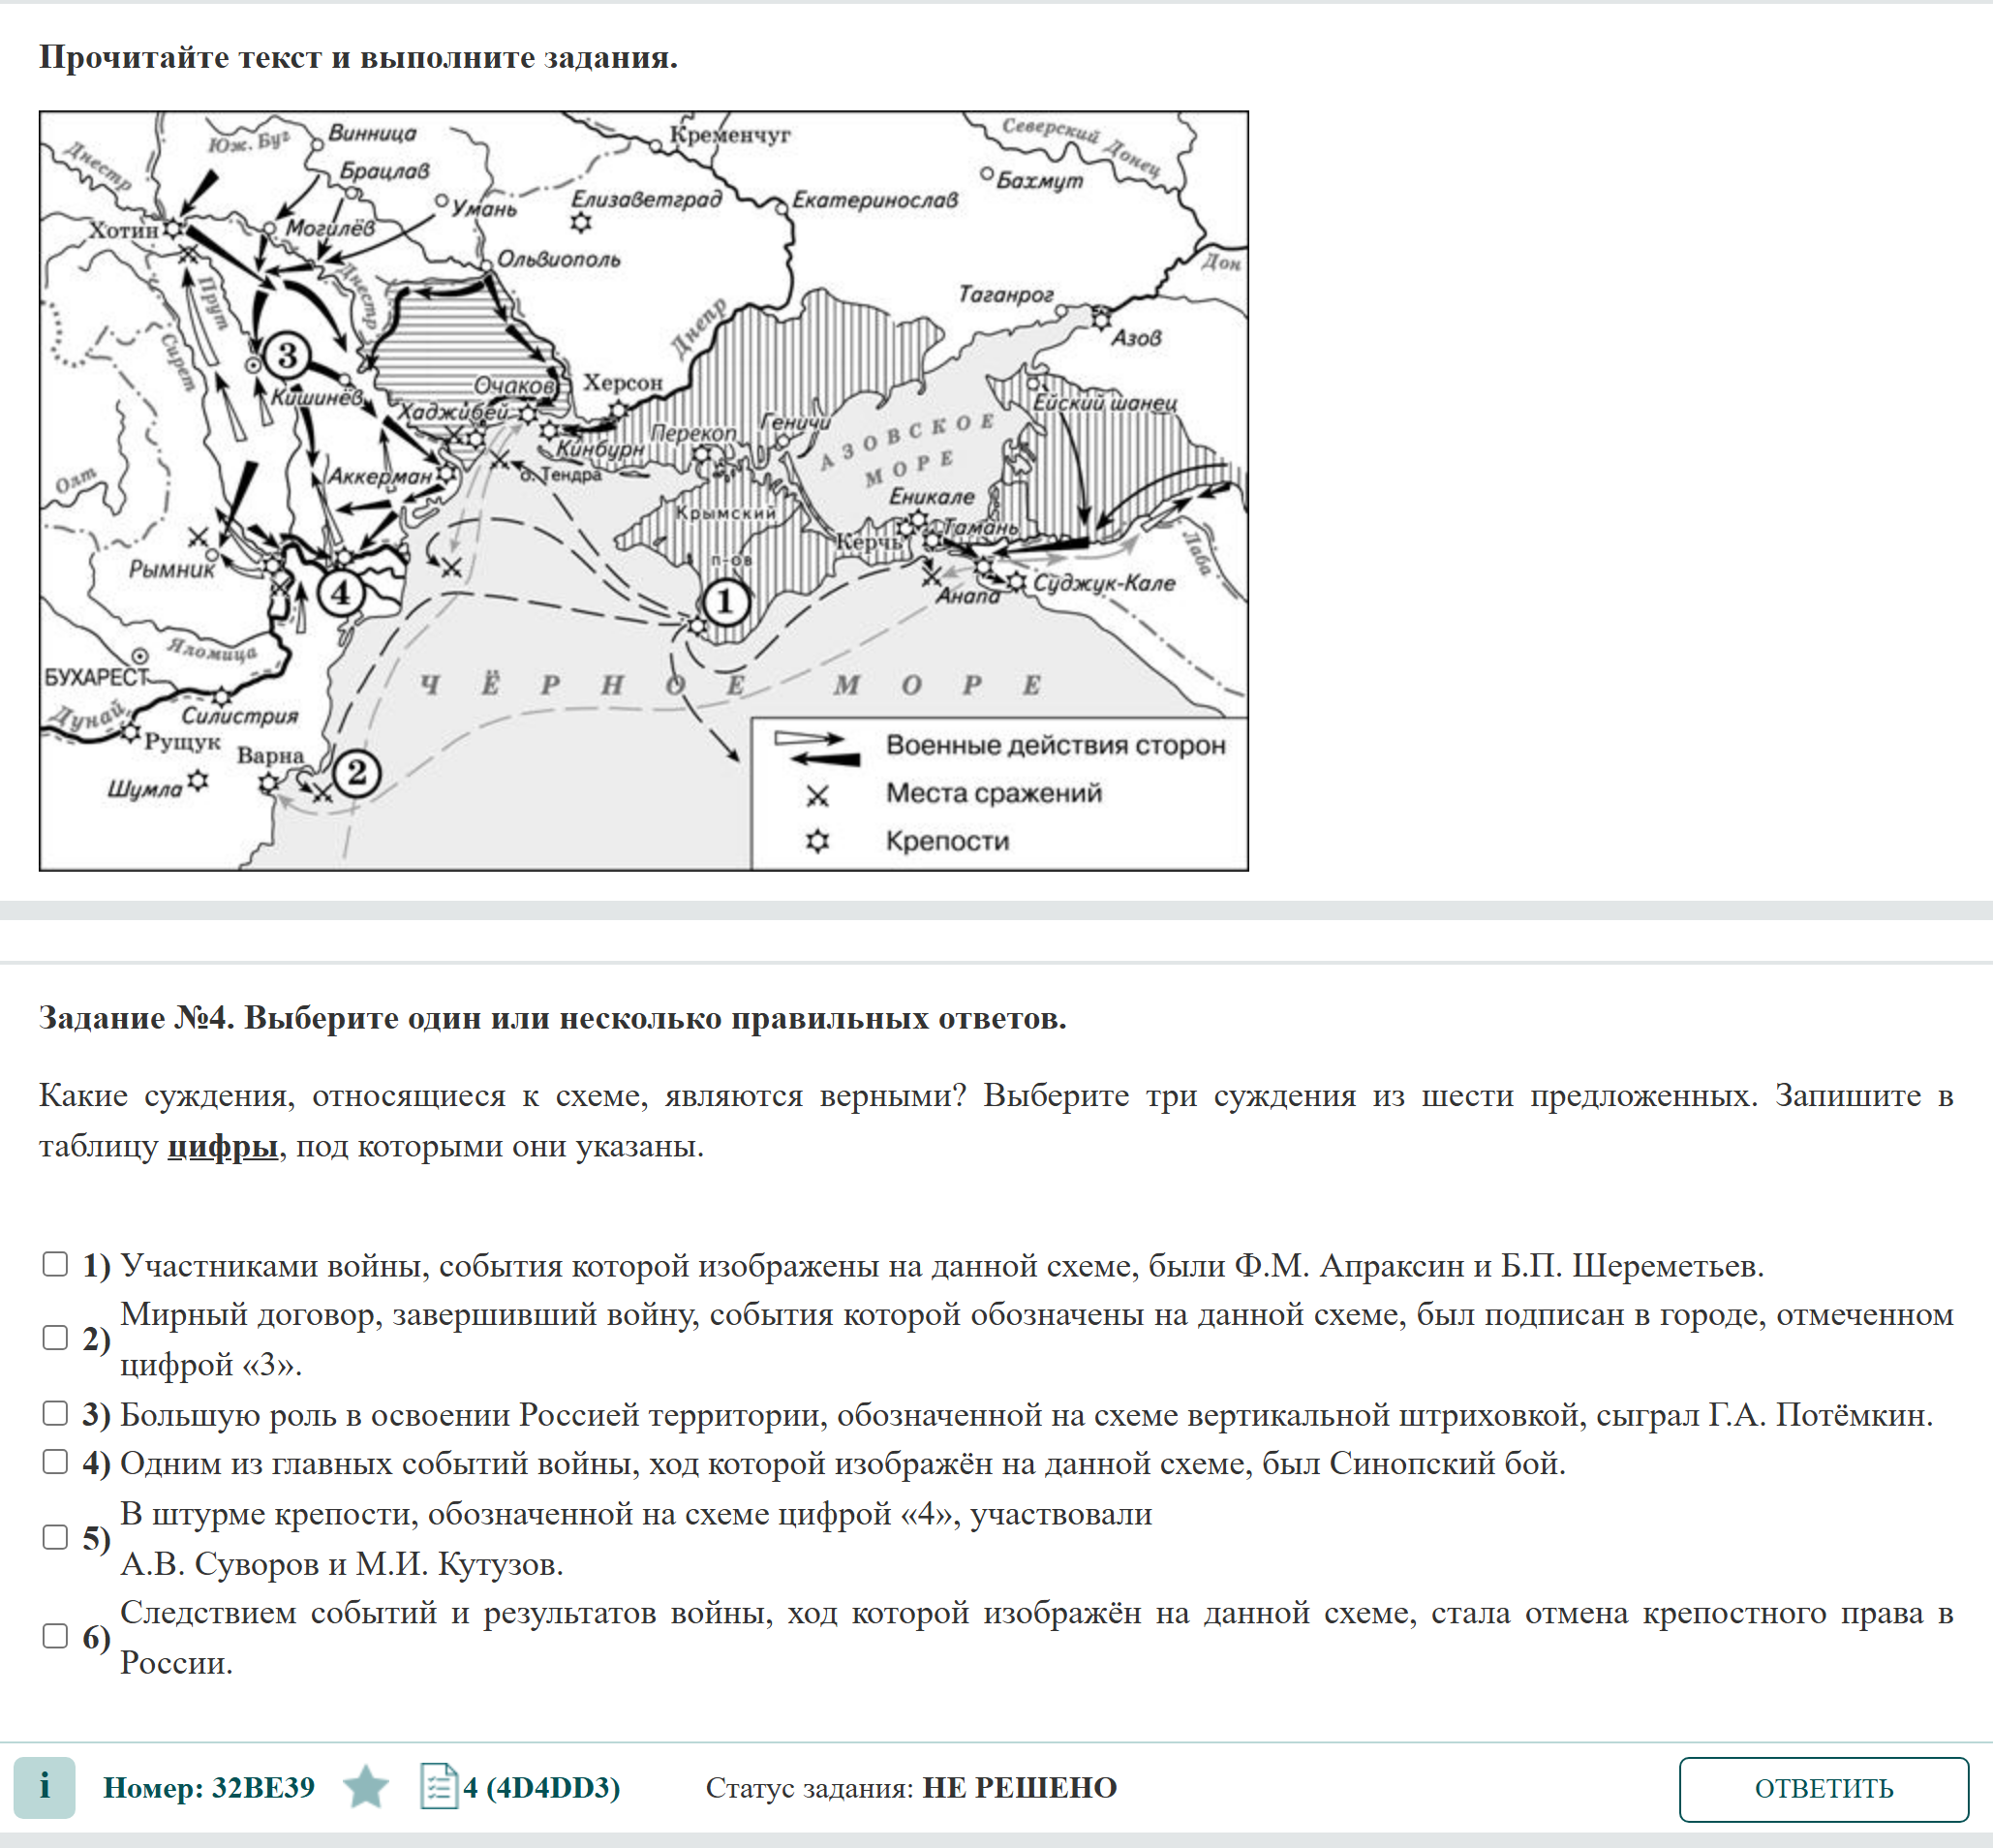 Прочитайте текст и выполните задания.
Днестр
Юж. Буг
Винница
Кременчуг
Северский Донец
Брацлав
Бахмут
Умань
Елизаветград
Екатеринослав
Хотин
Могилёв
Ольвиополь
Дон
Прут
Днестр
Таганрог
Днепр
Азов
Сирет
3
Кишинёв
Очаков
Херсон
Хаджибей
Ейский шанец
Перекоп
Геничи
АЗОВСКОЕ
МОРЕ
Кинбурн
Олт
Аккерман
о. Тендра
Еникале
Крымский
п-ов
Тамань
Керчь
Лаба
Рымник
4
1
Анапа
Суджук-Кале
Яломица
БУХАРЕСТ
ЧЁРНОЕ МОРЕ
Дунай
Силистрия
Рущук
Варна
2
Шумла
Военные действия сторон
Места сражений
Крепости
Задание №4. Выберите один или несколько правильных ответов.
Какие суждения, относящиеся к схеме, являются верными? Выберите три суждения из шести предложенных. Запишите в
таблицу цифры, под которыми они указаны.
1) Участниками войны, события которой изображены на данной схеме, были Ф.М. Апраксин и Б.П. Шереметьев.
2) Мирный договор, завершивший войну, события которой обозначены на данной схеме, был подписан в городе, отмеченном
цифрой «3».
3) Большую роль в освоении Россией территории, обозначенной на схеме вертикальной штриховкой, сыграл Г.А. Потёмкин.
4) Одним из главных событий войны, ход которой изображён на данной схеме, был Синопский бой.
5) В штурме крепости, обозначенной на схеме цифрой «4», участвовали
А.В. Суворов и М.И. Кутузов.
6) Следствием событий и результатов войны, ход которой изображён на данной схеме, стала отмена крепостного права в
России.
i
Номер: 32BE39
4 (4D4DD3)
Статус задания: НЕ РЕШЕНО
ОТВЕТИТЬ